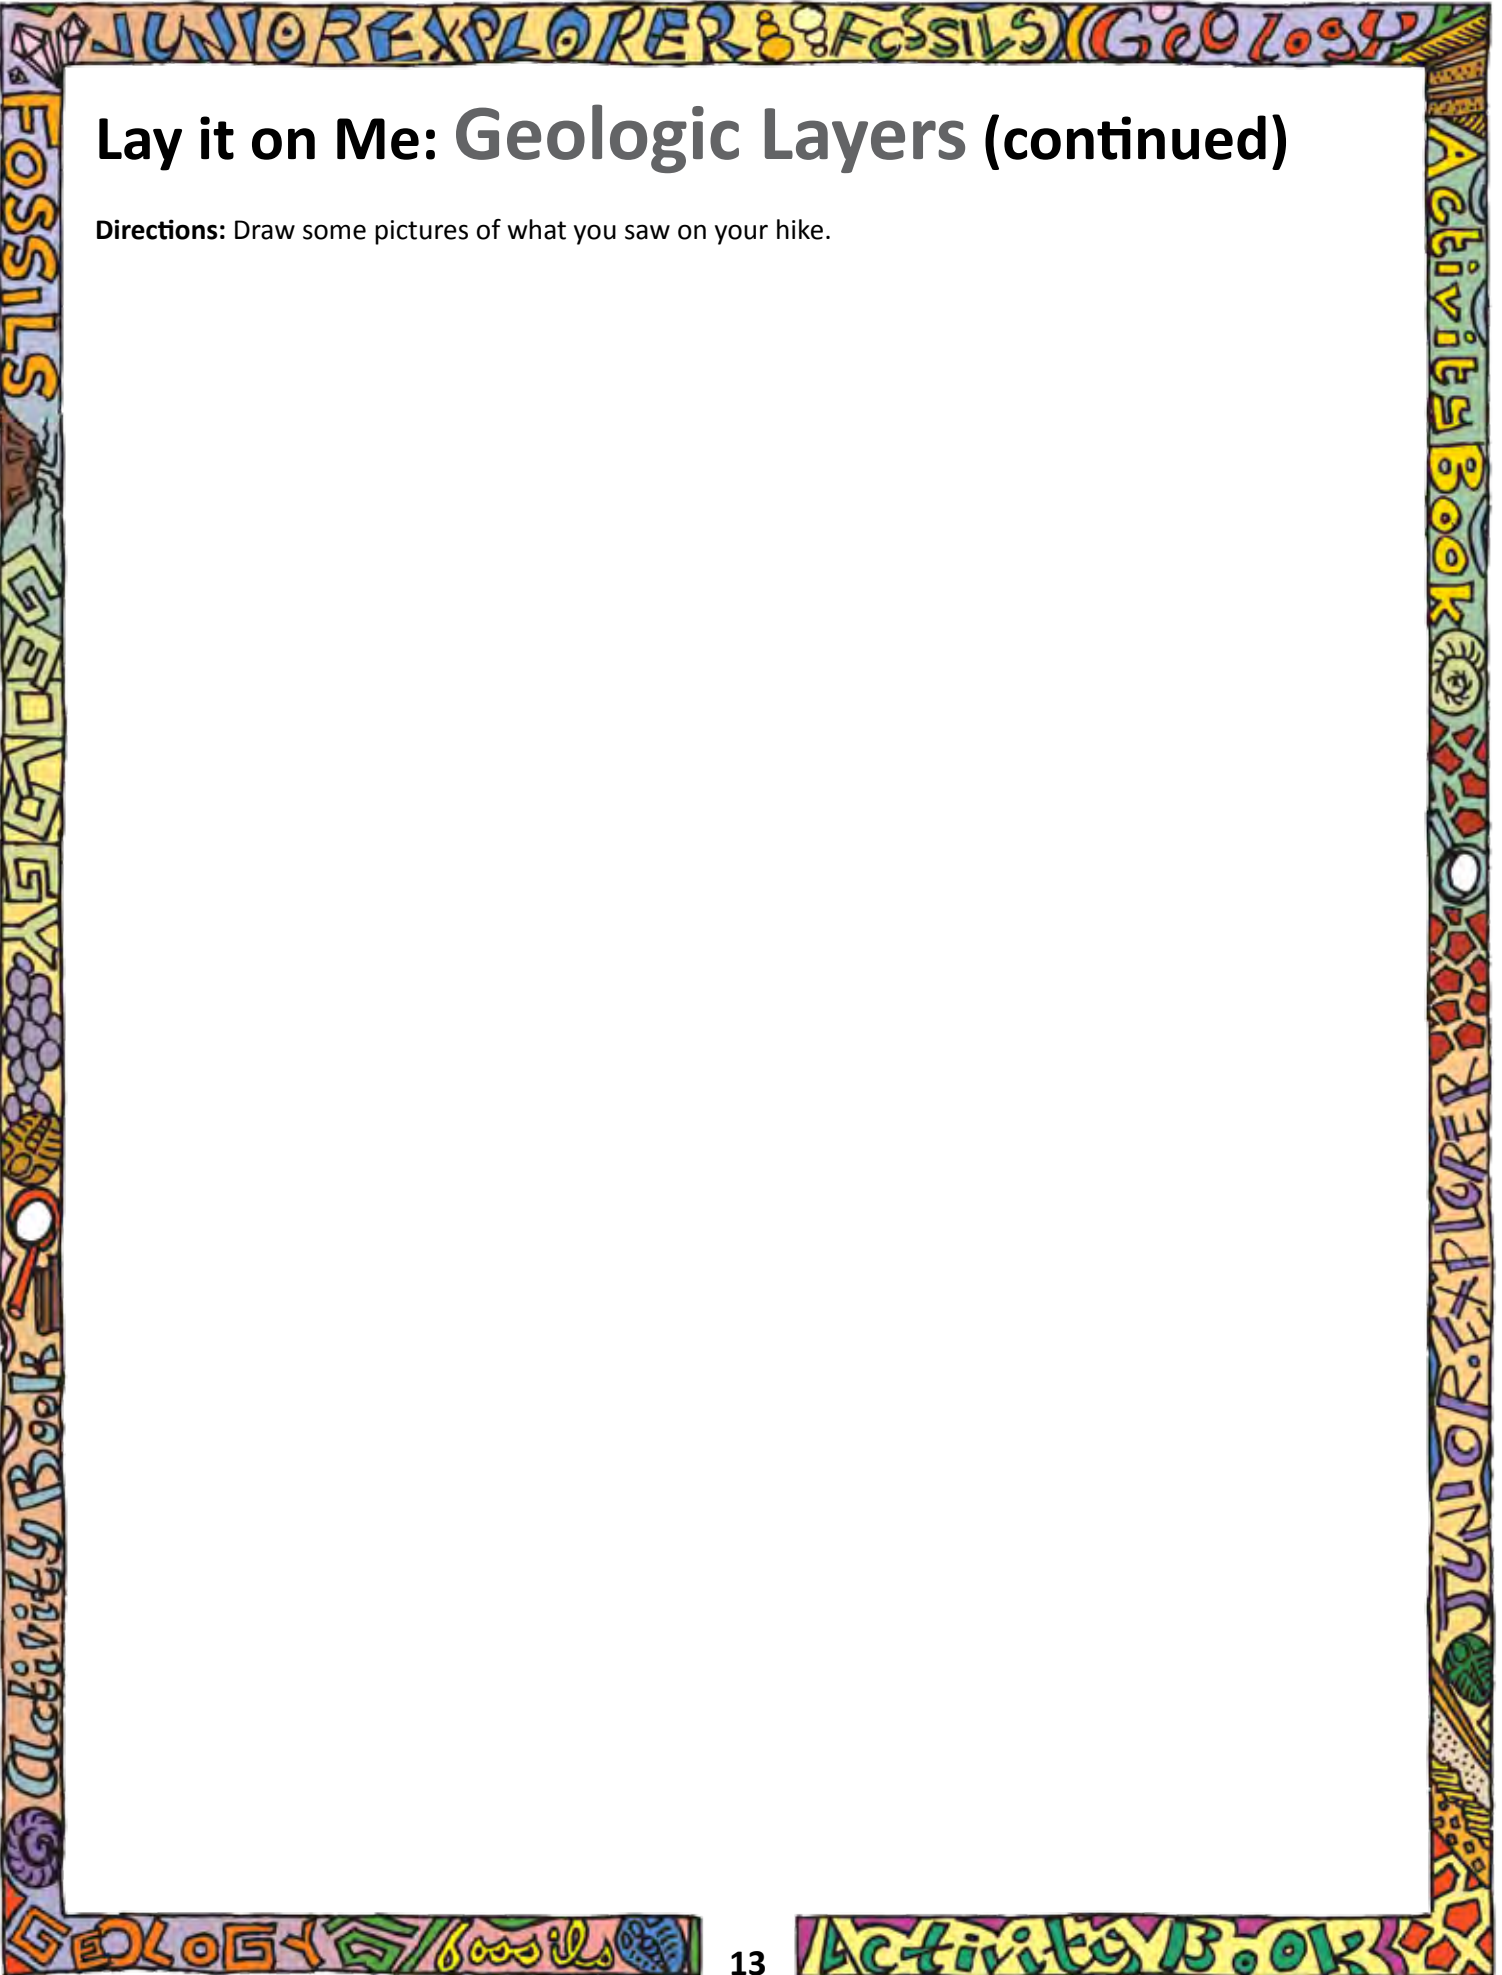 JUNIOR EXPLORER FOSSILS Geology
Lay it on Me: Geologic Layers (continued)
Directions: Draw some pictures of what you saw on your hike.
FOSSILS
GEOLOGY
Activity Book
Activity Book
JUNIOR EXPLORER
GEOLOGY fossils
13
Activity BOOK